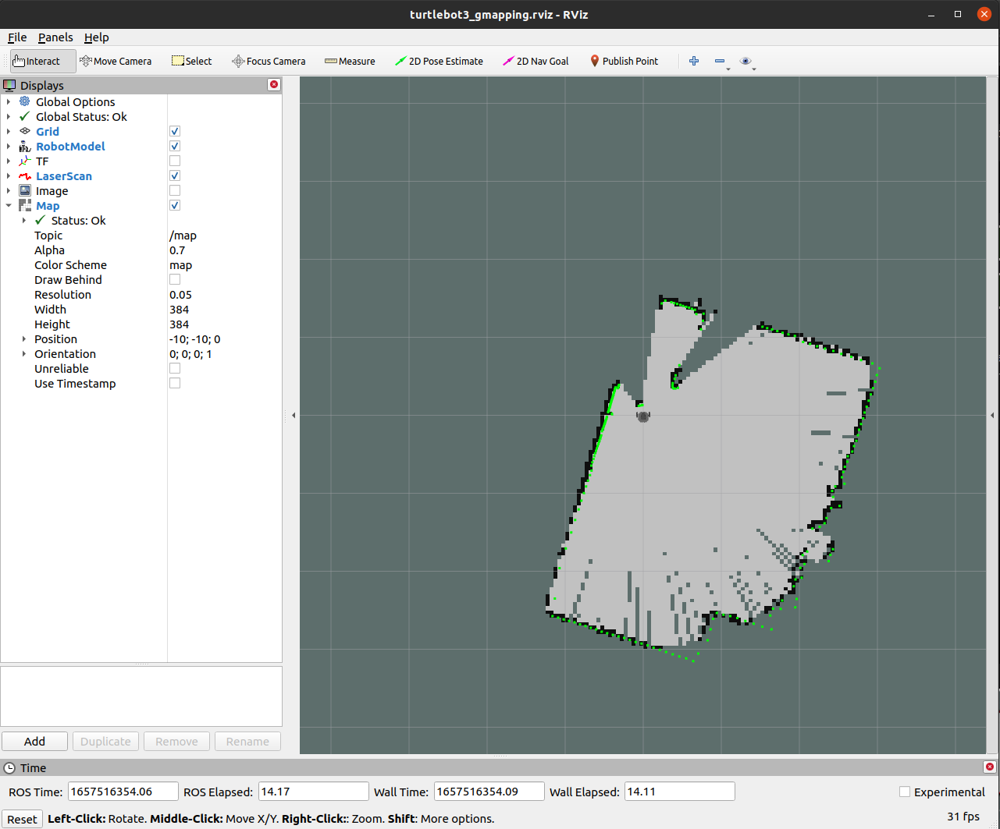 turtlebot3_gmapping.rviz - RViz
File Panels Help
Interact Move Camera Select Focus Camera Measure 2D Pose Estimate 2D Nav Goal Publish Point
Displays
Global Options
Global Status: Ok
Grid
RobotModel
TF
LaserScan
Image
Map
Status: Ok
Topic /map
Alpha 0.7
Color Scheme map
Draw Behind
Resolution 0.05
Width 384
Height 384
Position -10; -10; 0
Orientation 0; 0; 0; 1
Unreliable
Use Timestamp
Add Duplicate Remove Rename
Time
ROS Time: 1657516354.06 ROS Elapsed: 14.17 Wall Time: 1657516354.09 Wall Elapsed: 14.11 Experimental
Reset Left-Click: Rotate. Middle-Click: Move X/Y. Right-Click:: Zoom. Shift: More options. 31 fps